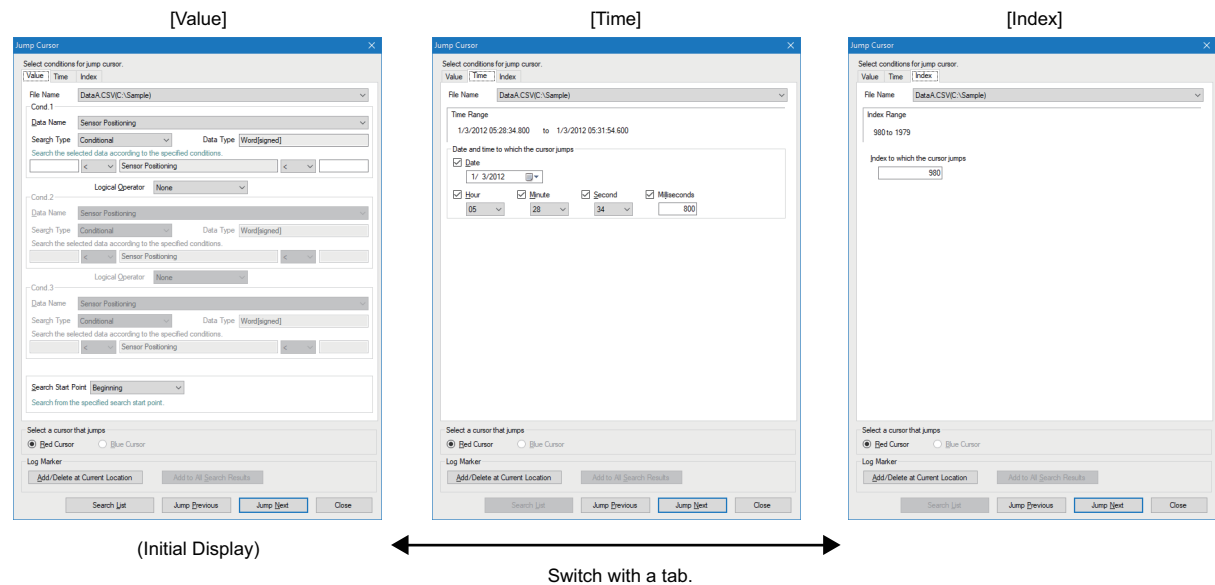 [Value]
Jump Cursor
Select conditions for jump cursor.
Value Time Index
File Name DataA.CSV(C:\Sample)
Cond.1
Data Name Sensor Positioning
Search Type Conditional Data Type Word[signed]
Search the selected data according to the specified conditions.
< Sensor Positioning <
Logical Operator None
Cond.2
Data Name Sensor Positioning
Search Type Conditional Data Type Word[signed]
Search the selected data according to the specified conditions.
< Sensor Positioning <
Logical Operator None
Cond.3
Data Name Sensor Positioning
Search Type Conditional Data Type Word[signed]
Search the selected data according to the specified conditions.
< Sensor Positioning <
Search Start Point Beginning
Search from the specified search start point.
Select a cursor that jumps
Red Cursor Blue Cursor
Log Marker
Add/Delete at Current Location Add to All Search Results
Search List Jump Previous Jump Next Close
(Initial Display)
[Time]
Jump Cursor
Select conditions for jump cursor.
Value Time Index
File Name DataA.CSV(C:\Sample)
Time Range
1/3/2012 05:28:34.800 to 1/3/2012 05:31:54.600
Date and time to which the cursor jumps
Date
1/ 3/2012
Hour Minute Second Milliseconds
05 28 34 800
Select a cursor that jumps
Red Cursor Blue Cursor
Log Marker
Add/Delete at Current Location Add to All Search Results
Search List Jump Previous Jump Next Close
[Index]
Jump Cursor
Select conditions for jump cursor.
Value Time Index
File Name DataA.CSV(C:\Sample)
Index Range
980 to 1979
Index to which the cursor jumps
980
Select a cursor that jumps
Red Cursor Blue Cursor
Log Marker
Add/Delete at Current Location Add to All Search Results
Search List Jump Previous Jump Next Close
Switch with a tab.